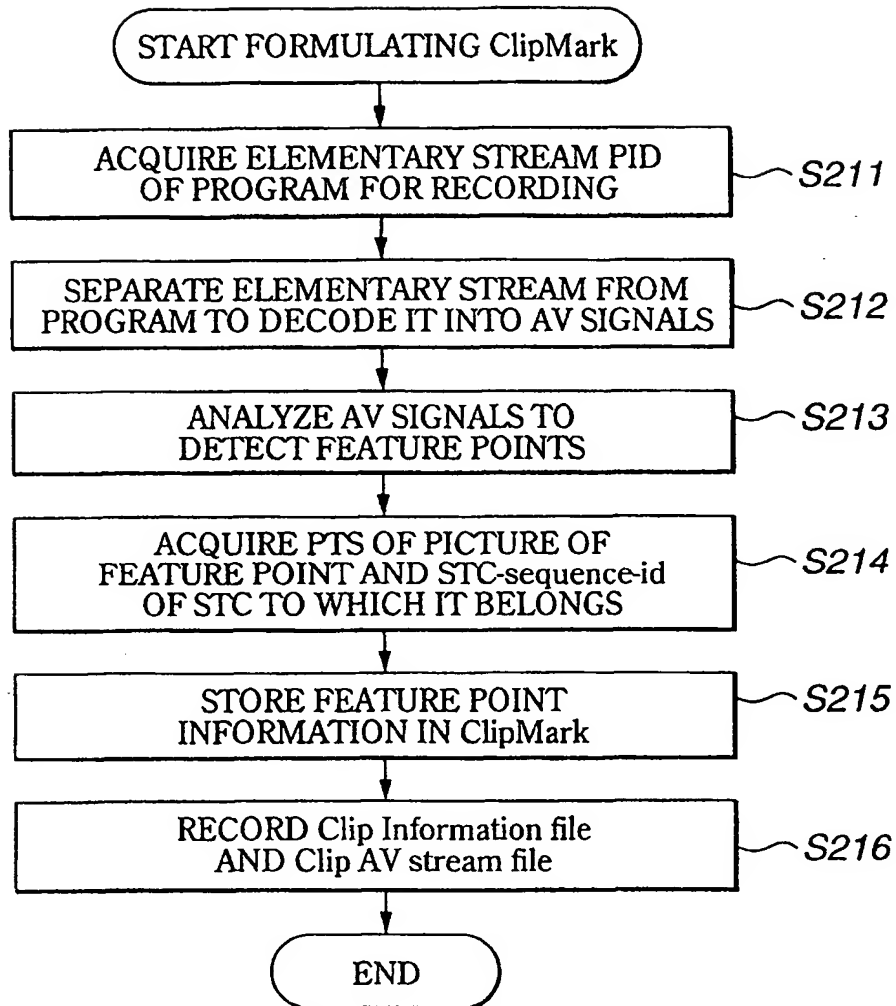 START FORMULATING ClipMark
ACQUIRE ELEMENTARY STREAM PID
OF PROGRAM FOR RECORDING
S211
SEPARATE ELEMENTARY STREAM FROM
PROGRAM TO DECODE IT INTO AV SIGNALS
S212
ANALYZE AV SIGNALS TO
DETECT FEATURE POINTS
S213
ACQUIRE PTS OF PICTURE OF
FEATURE POINT AND STC-sequence-id
OF STC TO WHICH IT BELONGS
S214
STORE FEATURE POINT
INFORMATION IN ClipMark
S215
RECORD Clip Information file
AND Clip AV stream file
S216
END